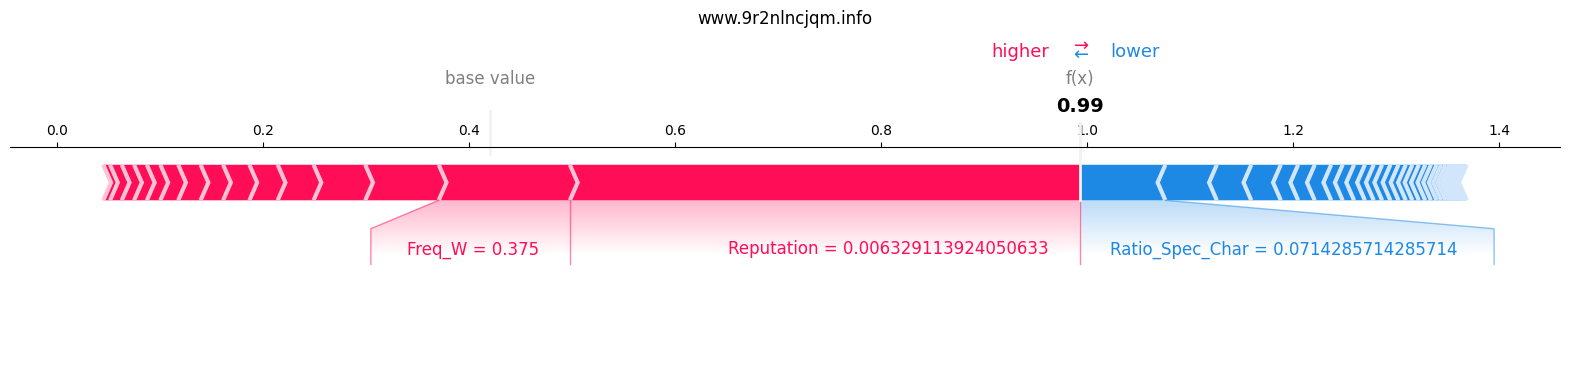 www.9r2nlncjqm.info
higher ⇄ lower
base value f(x)
0.99
0.0 0.2 0.4 0.6 0.8 1.0 1.2 1.4
Freq_W = 0.375 Reputation = 0.006329113924050633 Ratio_Spec_Char = 0.0714285714285714